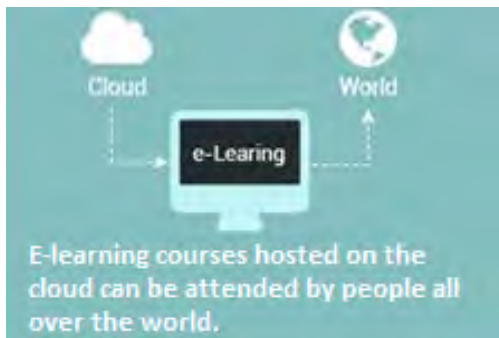 Cloud
World
e-Learing
E-learning courses hosted on the
cloud can be attended by people all
over the world.